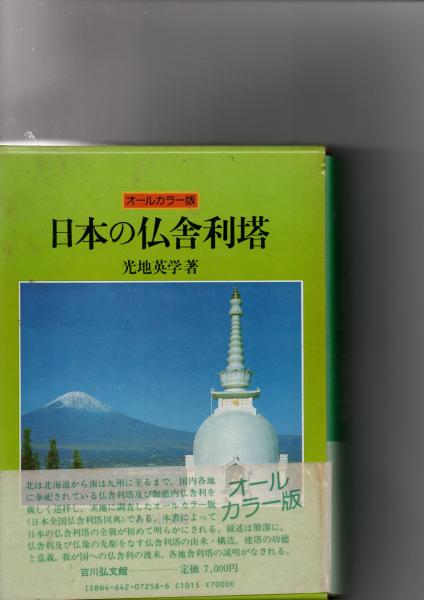 オールカラー版
日本の仏舎利塔
光地英学著
北は北海道から南は九州に至るまで，国内各地
に奉祀されている仏舎利塔及び伽藍内仏舎利を
親しく巡拝し，実地に調査したオールカラー版
〈日本全国仏舎利塔図典〉である。本書によって
日本の仏舎利塔の全貌が初めて明らかにされる。叙述は簡潔に，
仏舎利及び仏像の先駆をなす仏舎利塔の由来・構造，建塔の功徳
と意義，我が国への仏舎利の渡来，各地舎利塔の説明がなされる。
オール
カラー版
吉川弘文館――定価 7,000円
ISBN4-642-07258-6 C1015 ¥7000E